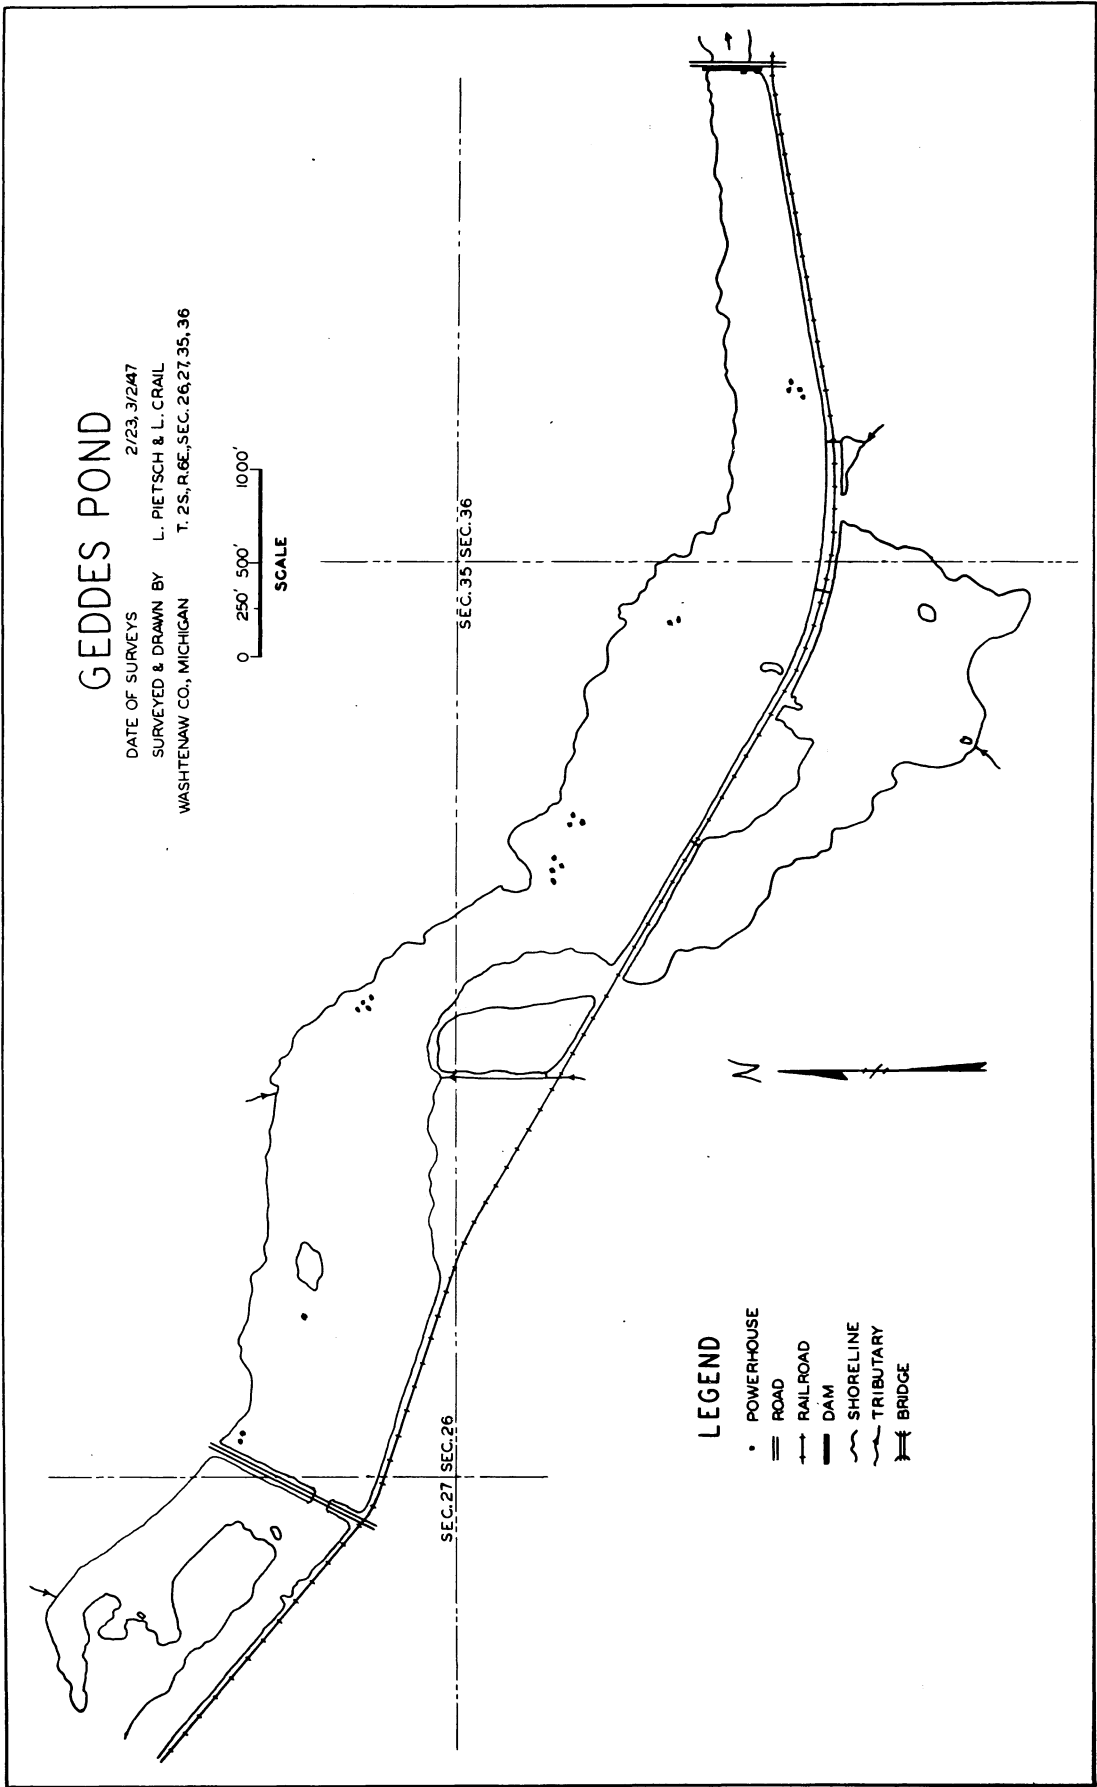 GEDDES POND
DATE OF SURVEYS 2/23, 3/2/47
SURVEYED & DRAWN BY L. PIETSCH & L. CRAIL
WASHTENAW CO., MICHIGAN T. 2S., R.6E., SEC. 26,27,35,36
0 250' 500' 1000'
SCALE
SEC. 35 SEC. 36
SEC. 27 SEC. 26
N
LEGEND
POWERHOUSE
ROAD
RAILROAD
DAM
SHORELINE
TRIBUTARY
BRIDGE